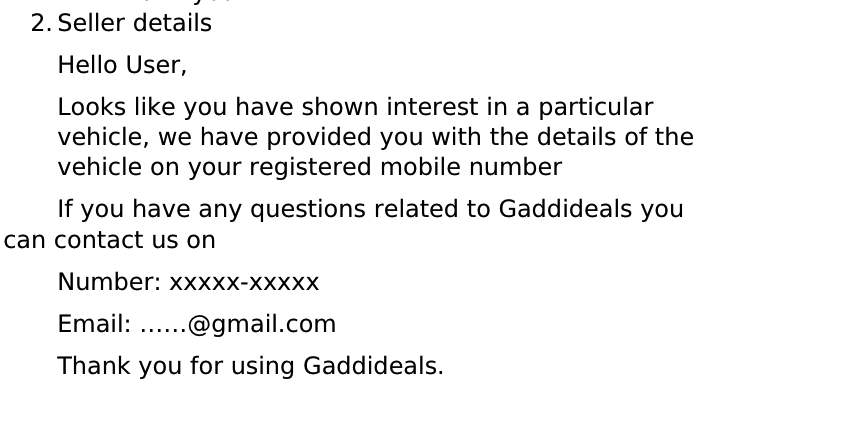 2. Seller details
Hello User,
Looks like you have shown interest in a particular
vehicle, we have provided you with the details of the
vehicle on your registered mobile number
If you have any questions related to Gaddideals you
can contact us on
Number: xxxxx-xxxxx
Email: ......@gmail.com
Thank you for using Gaddideals.